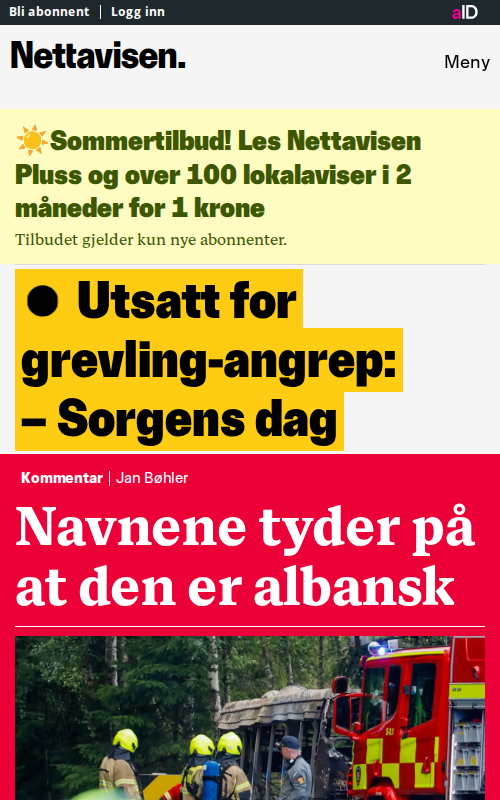 Bli abonnent
Logg inn
aID
Nettavisen.
Meny
☀️Sommertilbud! Les Nettavisen
Pluss og over 100 lokalaviser i 2
måneder for 1 krone
Tilbudet gjelder kun nye abonnenter.
● Utsatt for
grevling-angrep:
– Sorgens dag
Kommentar | Jan Bøhler
Navnene tyder på
at den er albansk